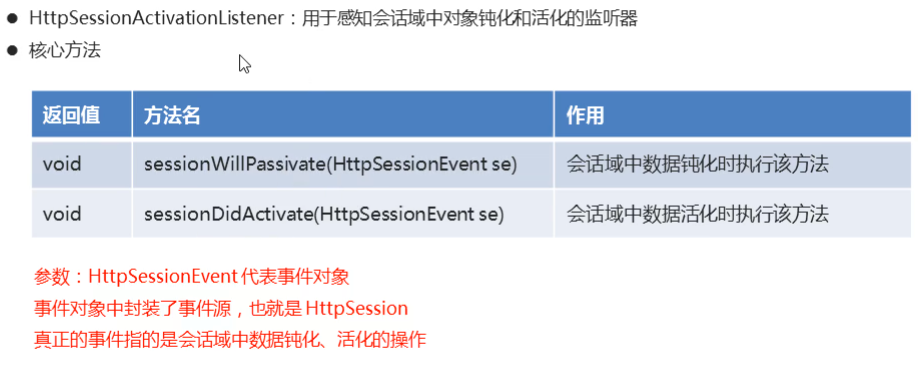 ● HttpSessionActivationListener：用于感知会话域中对象钝化和活化的监听器
● 核心方法
返回值 方法名 作用
void sessionWillPassivate(HttpSessionEvent se) 会话域中数据钝化时执行该方法
void sessionDidActivate(HttpSessionEvent se) 会话域中数据活化时执行该方法
参数：HttpSessionEvent 代表事件对象
事件对象中封装了事件源，也就是 HttpSession
真正的事件指的是会话域中数据钝化、活化的操作